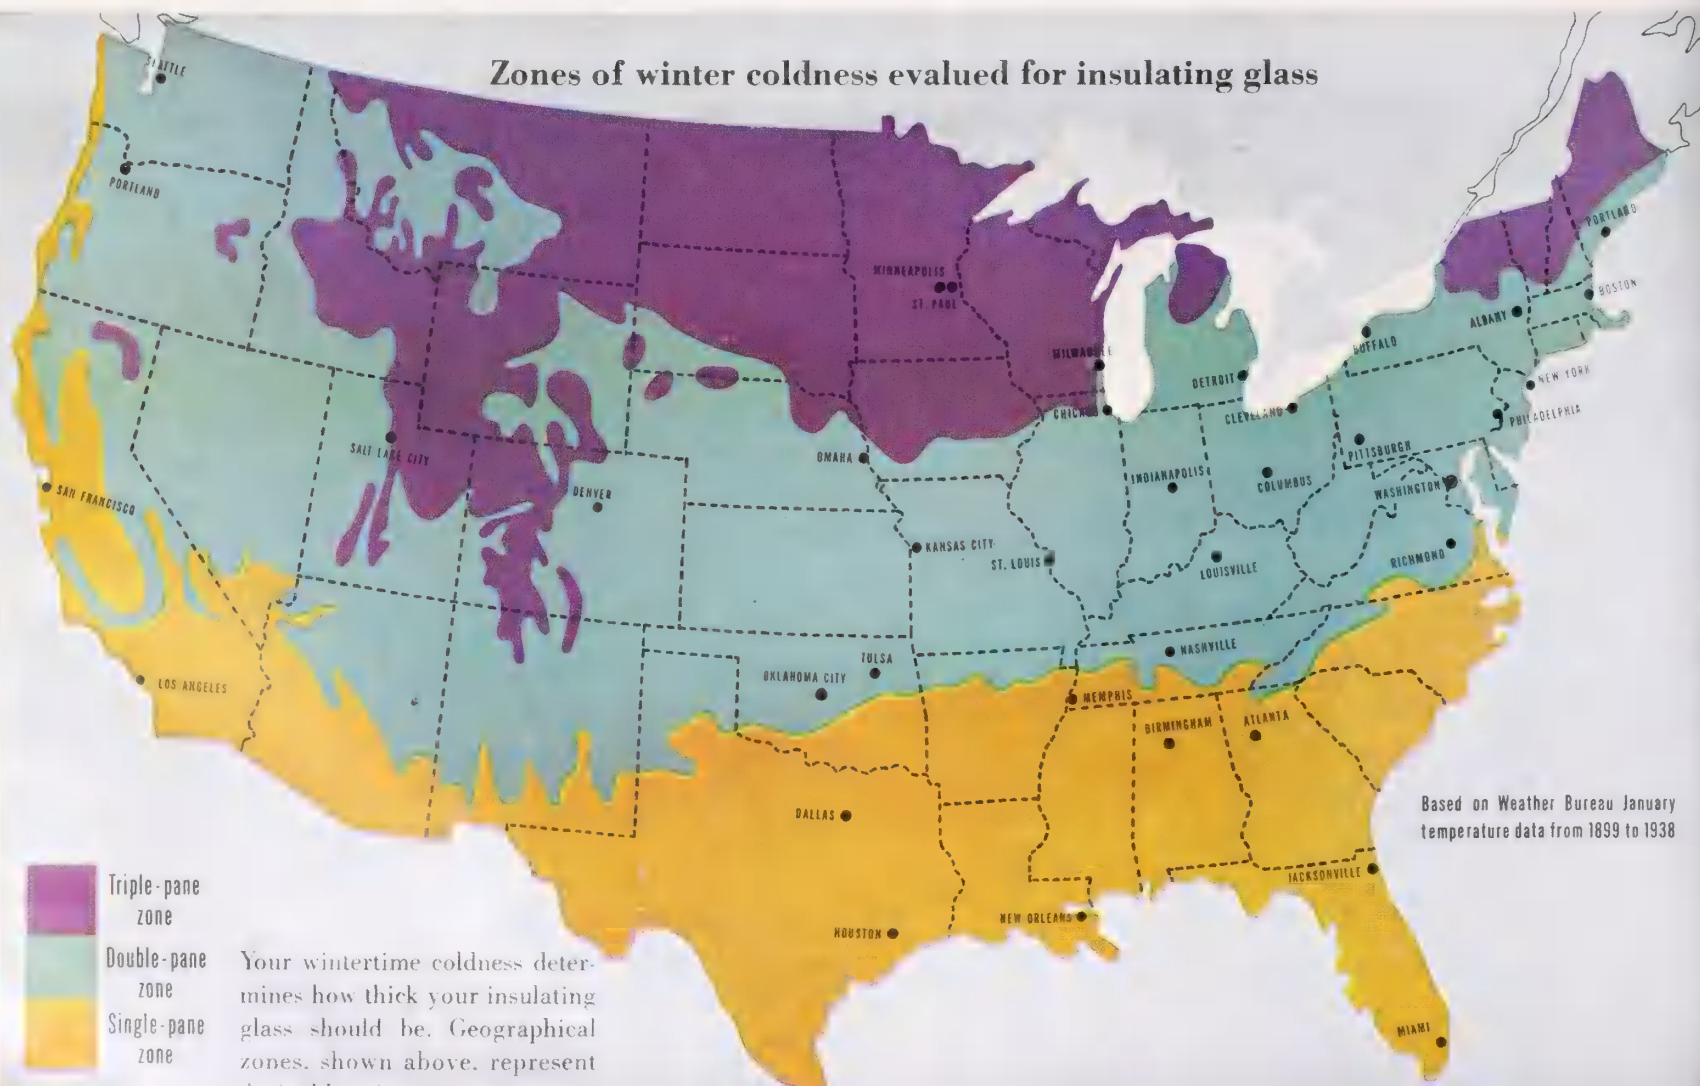 Zones of winter coldness evalued for insulating glass
SEATTLE
PORTLAND
SAN FRANCISCO
LOS ANGELES
SALT LAKE CITY
DENVER
MINNEAPOLIS
ST. PAUL
MILWAUKEE
CHICAGO
DETROIT
CLEVELAND
BUFFALO
ALBANY
PORTLAND
BOSTON
NEW YORK
PHILADELPHIA
PITTSBURGH
WASHINGTON
RICHMOND
OMAHA
INDIANAPOLIS
COLUMBUS
KANSAS CITY
ST. LOUIS
LOUISVILLE
NASHVILLE
TULSA
OKLAHOMA CITY
MEMPHIS
BIRMINGHAM
ATLANTA
DALLAS
HOUSTON
NEW ORLEANS
JACKSONVILLE
MIAMI
Based on Weather Bureau January
temperature data from 1899 to 1938
Triple-pane
zone
Double-pane
zone
Single-pane
zone
Your wintertime coldness deter-
mines how thick your insulating
glass should be. Geographical
zones, shown above, represent